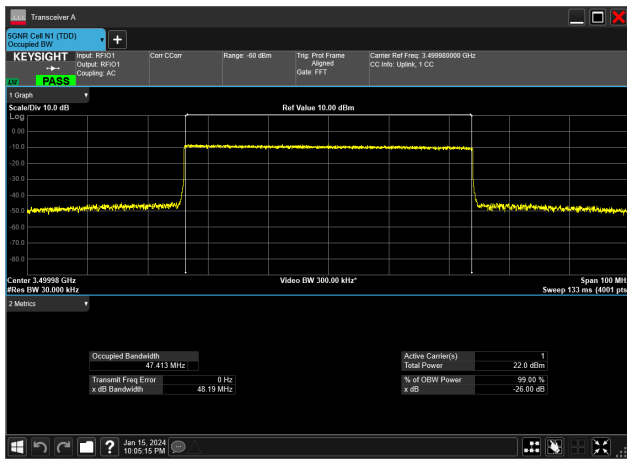 Transceiver A
5GNR Cell N1 (TDD)
Occupied BW
KEYSIGHT
Input: RFIO1
Output: RFIO1
Coupling: AC
Corr CCorr
Range: -60 dBm
Trig: Prot Frame
Aligned
Gate: FFT
Carrier Ref Freq: 3.499980000 GHz
CC Info: Uplink, 1 CC
PASS
1 Graph
Scale/Div 10.0 dB
Ref Value 10.00 dBm
Log
0.00
-10.0
-20.0
-30.0
-40.0
-50.0
-60.0
-70.0
-80.0
Center 3.49998 GHz
Video BW 300.00 kHz*
Span 100 MH
#Res BW 30.000 kHz
Sweep 133 ms (4001 pts
2 Metrics
Occupied Bandwidth
47.413 MHz
Transmit Freq Error 0 Hz
x dB Bandwidth 48.19 MHz
Active Carrier(s) 1
Total Power 22.0 dBm
% of OBW Power 99.00 %
x dB -26.00 dB
Jan 15, 2024
10:05:15 PM